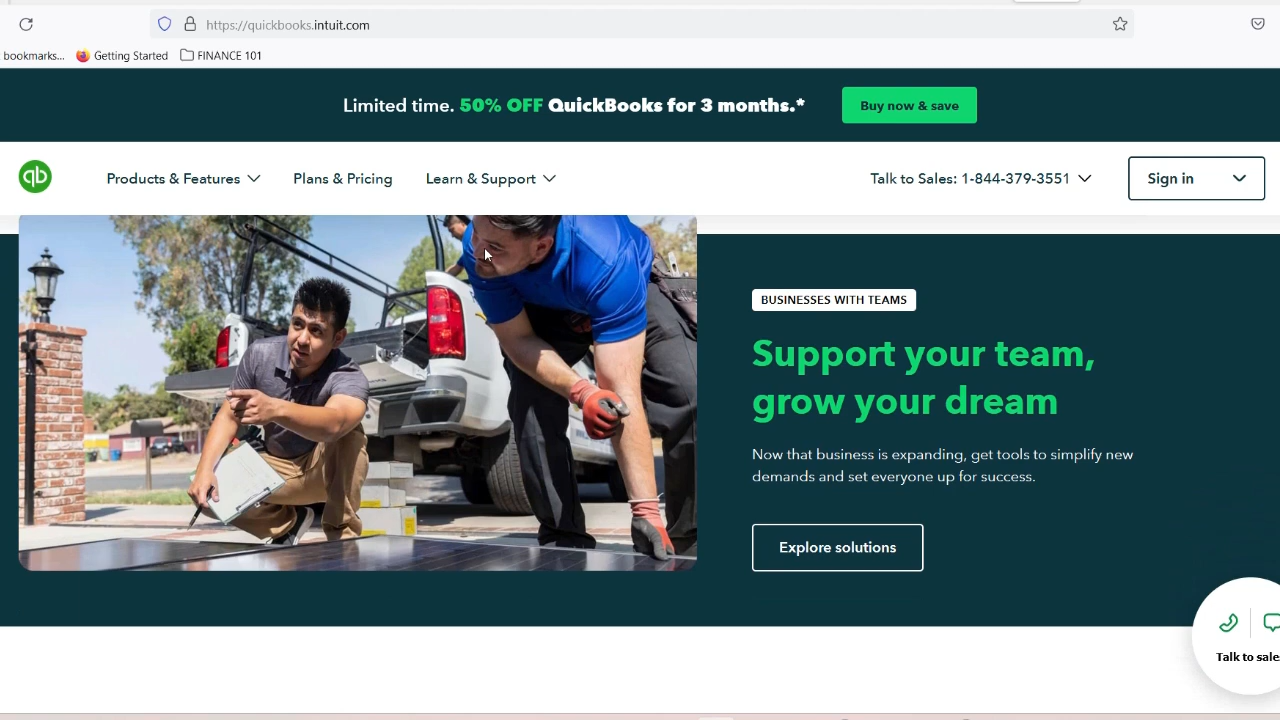 https://quickbooks.intuit.com
bookmarks...
Getting Started
FINANCE 101
Limited time. 50% OFF QuickBooks for 3 months.*
Buy now & save
qb
Products & Features
Plans & Pricing
Learn & Support
Talk to Sales: 1-844-379-3551
Sign in
BUSINESSES WITH TEAMS
Support your team,
grow your dream
Now that business is expanding, get tools to simplify new
demands and set everyone up for success.
Explore solutions
Talk to sale